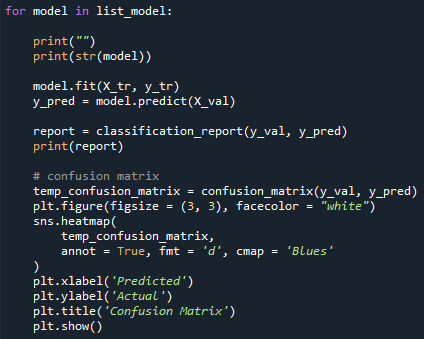 for model in list_model:
print("")
print(str(model))
model.fit(X_tr, y_tr)
y_pred = model.predict(X_val)
report = classification_report(y_val, y_pred)
print(report)
# confusion matrix
temp_confusion_matrix = confusion_matrix(y_val, y_pred)
plt.figure(figsize = (3, 3), facecolor = "white")
sns.heatmap(
temp_confusion_matrix,
annot = True, fmt = 'd', cmap = 'Blues'
)
plt.xlabel('Predicted')
plt.ylabel('Actual')
plt.title('Confusion Matrix')
plt.show()